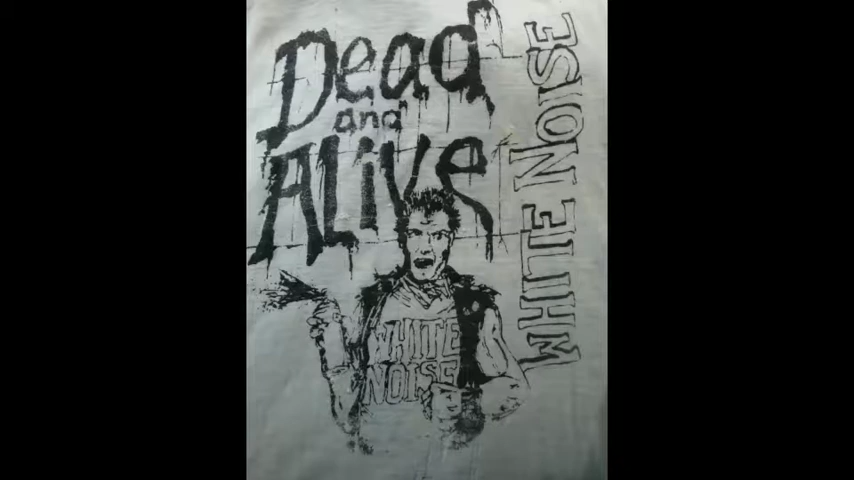 Dead
and
ALiVe
WHITE NOISE
WHITE
NOISE